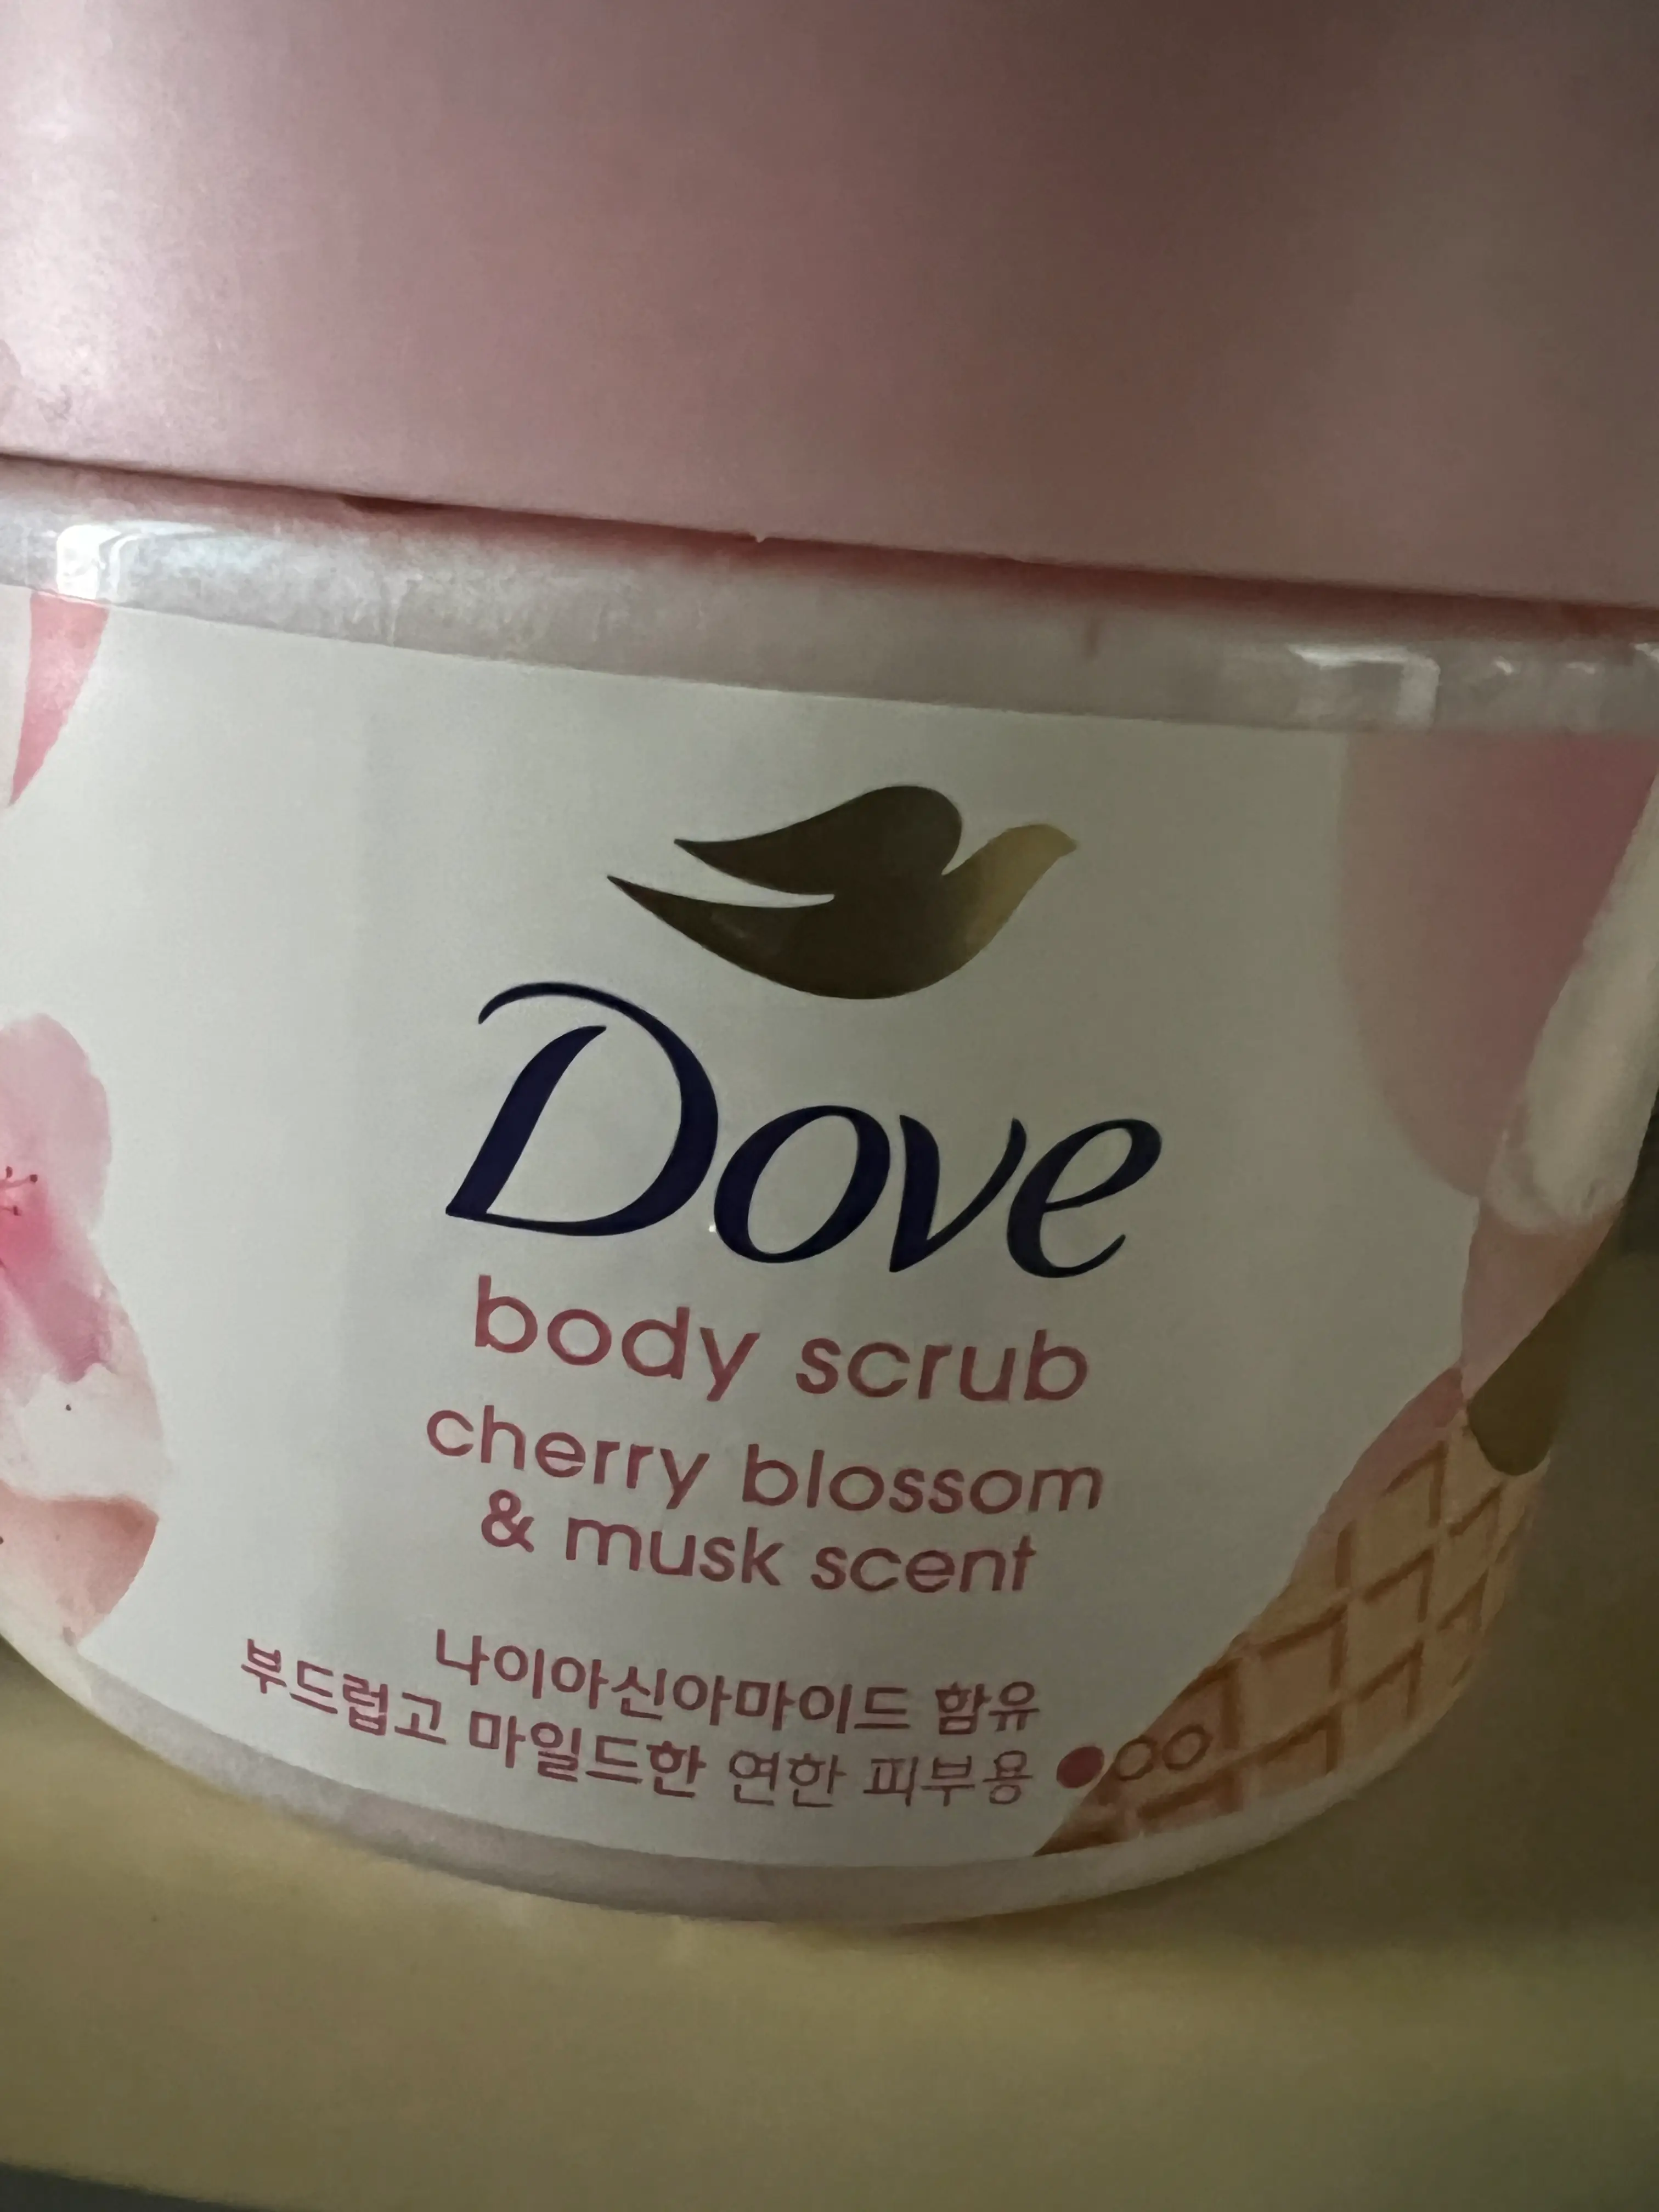 Dove
body scrub
cherry blossom
& musk scent
나이아신아마이드 함유
부드럽고 마일드한 연한 피부용